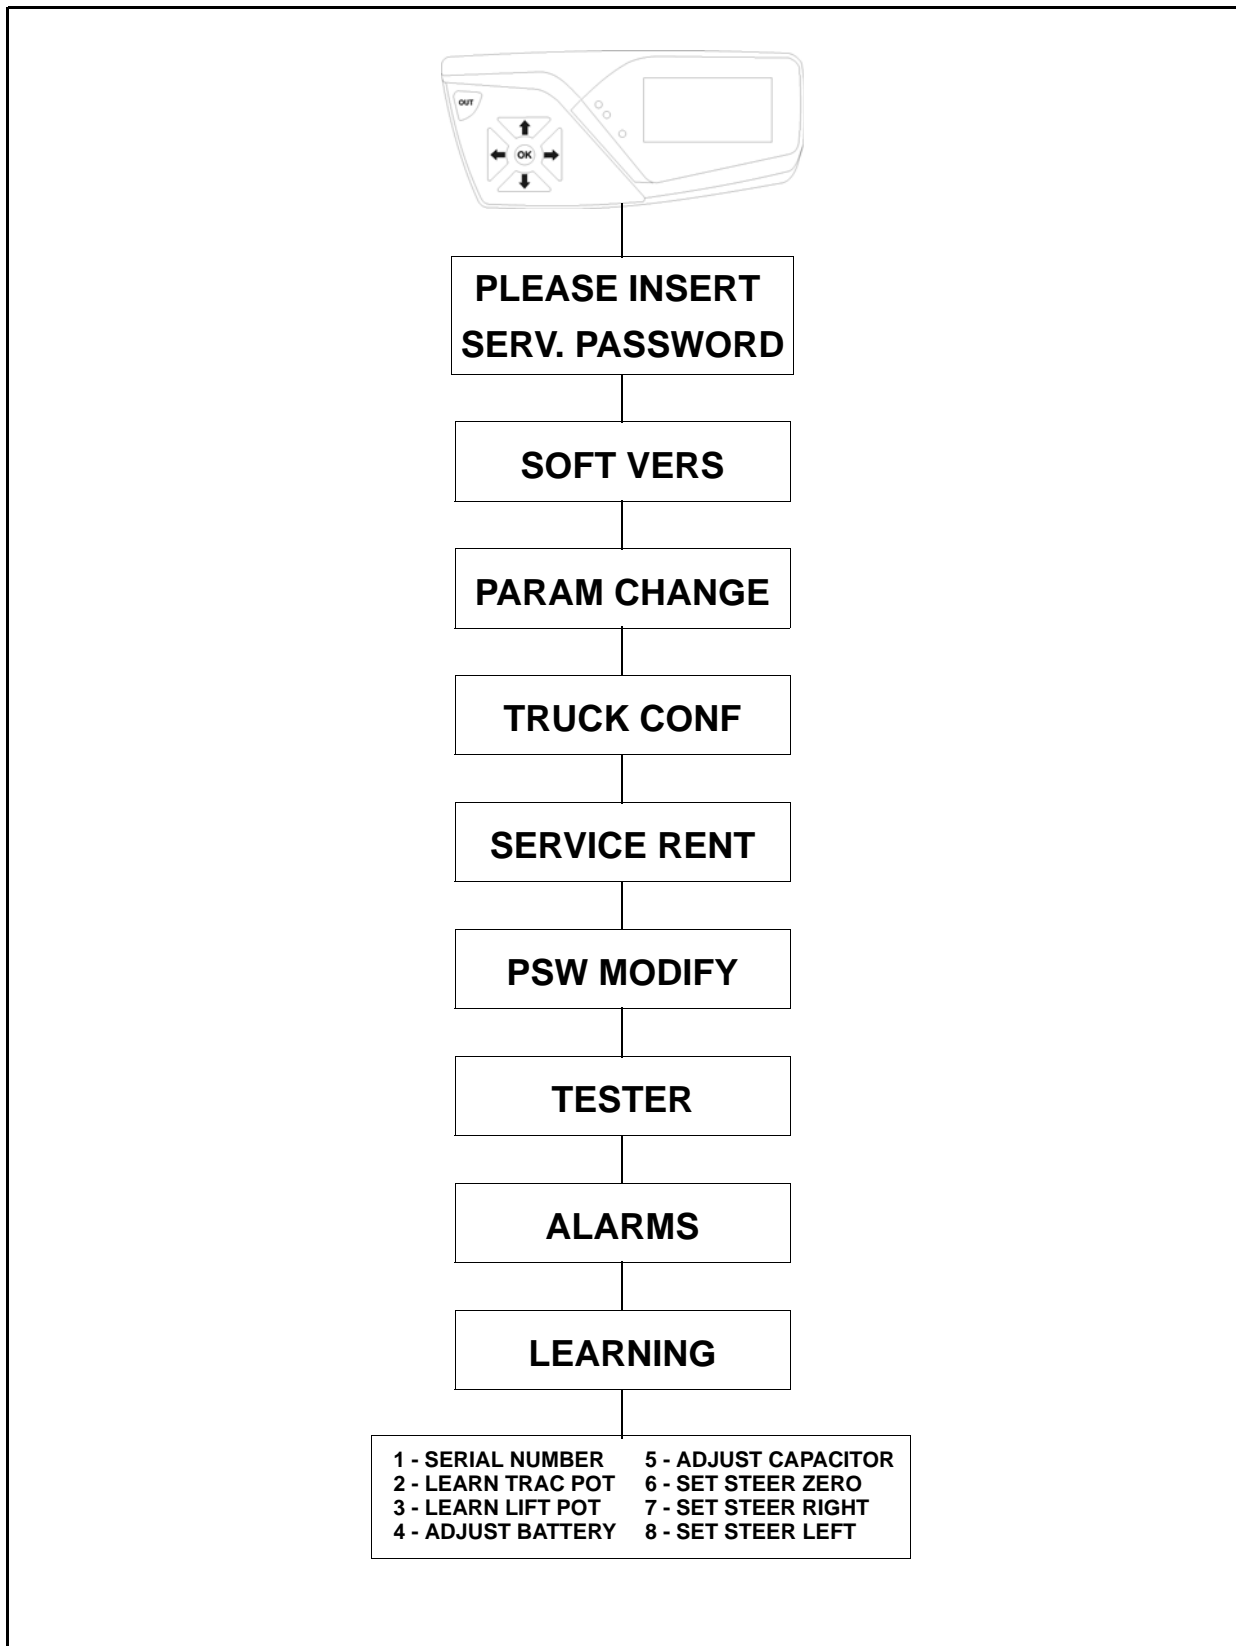 OUT
OK
PLEASE INSERT
SERV. PASSWORD
SOFT VERS
PARAM CHANGE
TRUCK CONF
SERVICE RENT
PSW MODIFY
TESTER
ALARMS
LEARNING
1 - SERIAL NUMBER
2 - LEARN TRAC POT
3 - LEARN LIFT POT
4 - ADJUST BATTERY
5 - ADJUST CAPACITOR
6 - SET STEER ZERO
7 - SET STEER RIGHT
8 - SET STEER LEFT